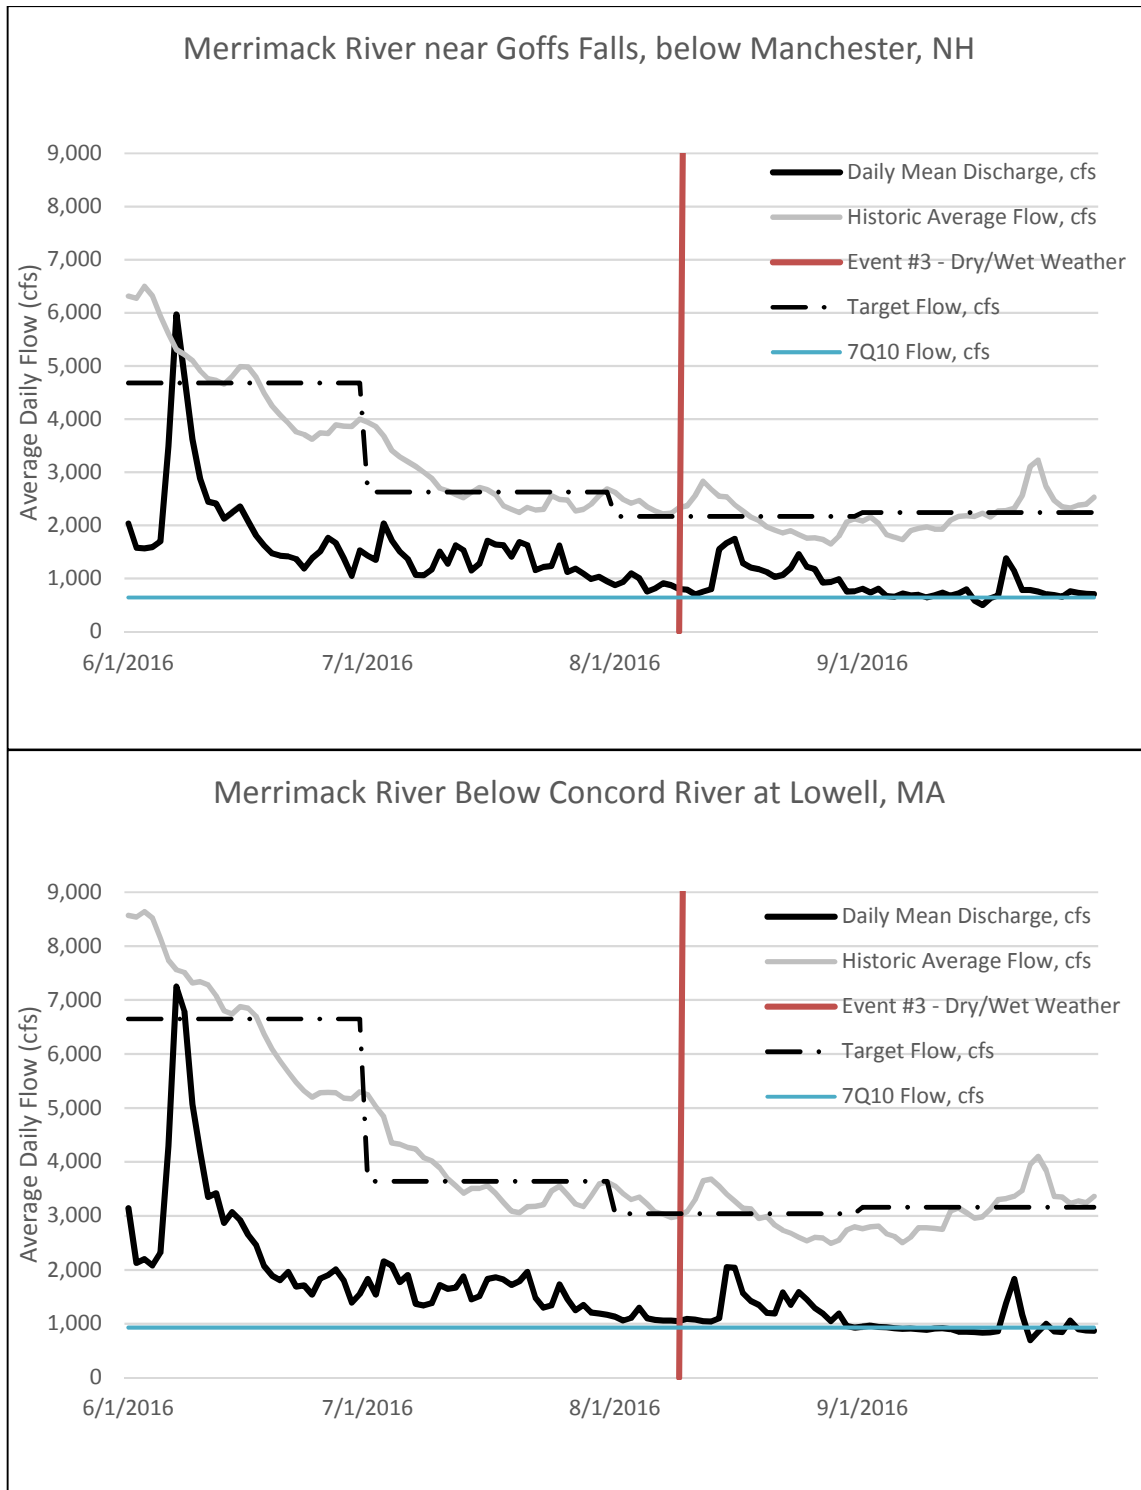 Merrimack River near Goffs Falls, below Manchester, NH
Average Daily Flow (cfs)
9,000
8,000
7,000
6,000
5,000
4,000
3,000
2,000
1,000
0
6/1/2016 7/1/2016 8/1/2016 9/1/2016
Daily Mean Discharge, cfs
Historic Average Flow, cfs
Event #3 - Dry/Wet Weather
Target Flow, cfs
7Q10 Flow, cfs
Merrimack River Below Concord River at Lowell, MA
Average Daily Flow (cfs)
9,000
8,000
7,000
6,000
5,000
4,000
3,000
2,000
1,000
0
6/1/2016 7/1/2016 8/1/2016 9/1/2016
Daily Mean Discharge, cfs
Historic Average Flow, cfs
Event #3 - Dry/Wet Weather
Target Flow, cfs
7Q10 Flow, cfs